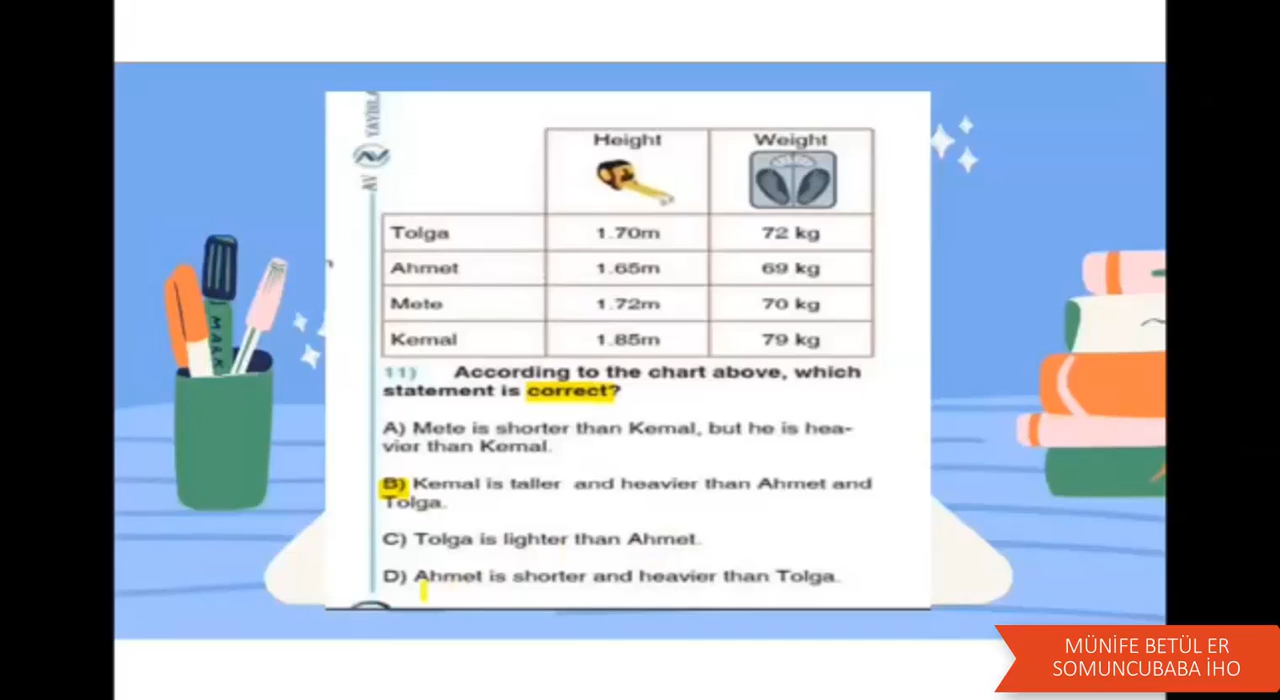 AV YAYINLA
Height Weight
Tolga 1.70m 72 kg
Ahmet 1.65m 69 kg
Mete 1.72m 70 kg
Kemal 1.85m 79 kg
11) According to the chart above, which
statement is correct?
A) Mete is shorter than Kemal, but he is hea-
vier than Kemal.
B) Kemal is taller and heavier than Ahmet and
Tolga.
C) Tolga is lighter than Ahmet.
D) Ahmet is shorter and heavier than Tolga.
MARK
MÜNİFE BETÜL ER
SOMUNCUBABA İHO